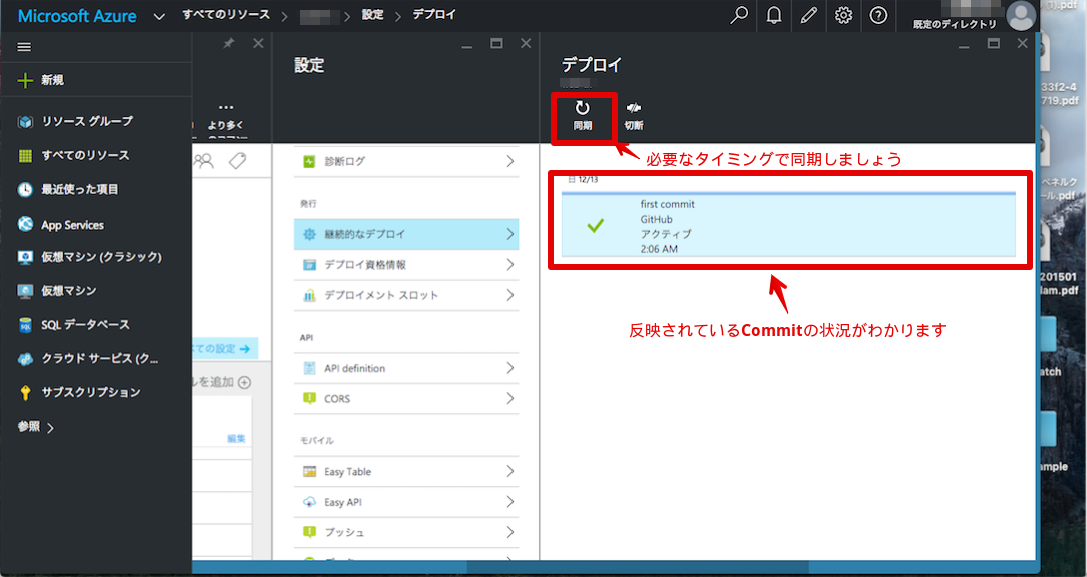 Microsoft Azure
すべてのリソース
設定
デプロイ
既定のディレクトリ
新規
リソース グループ
すべてのリソース
最近使った項目
App Services
仮想マシン (クラシック)
仮想マシン
SQL データベース
クラウド サービス (ク...
サブスクリプション
参照
より多く
ての設定
ルを追加
編集
設定
診断ログ
発行
継続的なデプロイ
デプロイ資格情報
デプロイメント スロット
API
API definition
CORS
モバイル
Easy Table
Easy API
プッシュ
デプロイ
同期
切断
必要なタイミングで同期しましょう
日 12/13
first commit
GitHub
アクティブ
2:06 AM
反映されているCommitの状況がわかります
.pdf
33f2-4
719.pdf
ベネルク
ール.pdf
201501
lam.pdf
atch
mple